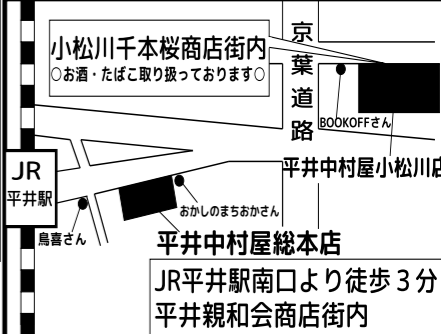 小松川千本桜商店街内
○お酒・たばこ取り扱っております○
京葉道路
BOOKOFFさん
平井中村屋小松川店
JR
平井駅
おかしのまちおかさん
鳥喜さん
平井中村屋総本店
JR平井駅南口より徒歩３分
平井親和会商店街内